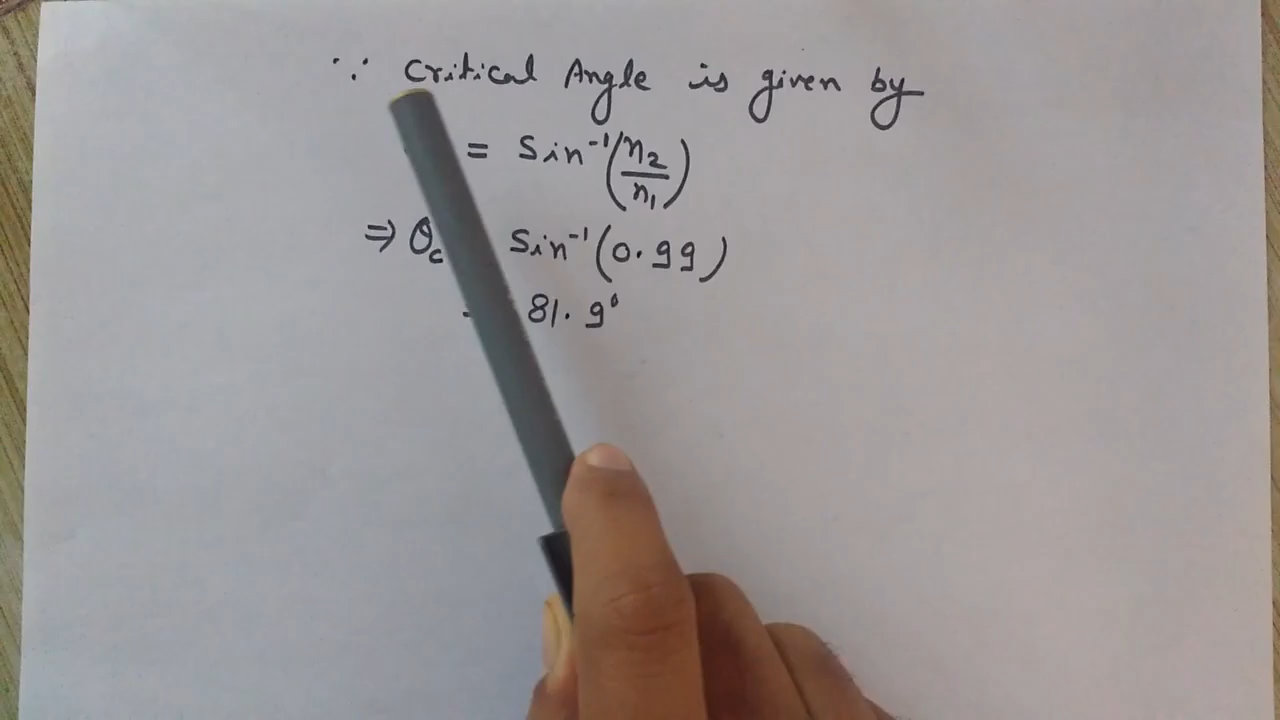 ∵ Critical Angle is given by
= Sin⁻¹(n₂/n₁)
⇒ θc Sin⁻¹(0.99)
81.9°